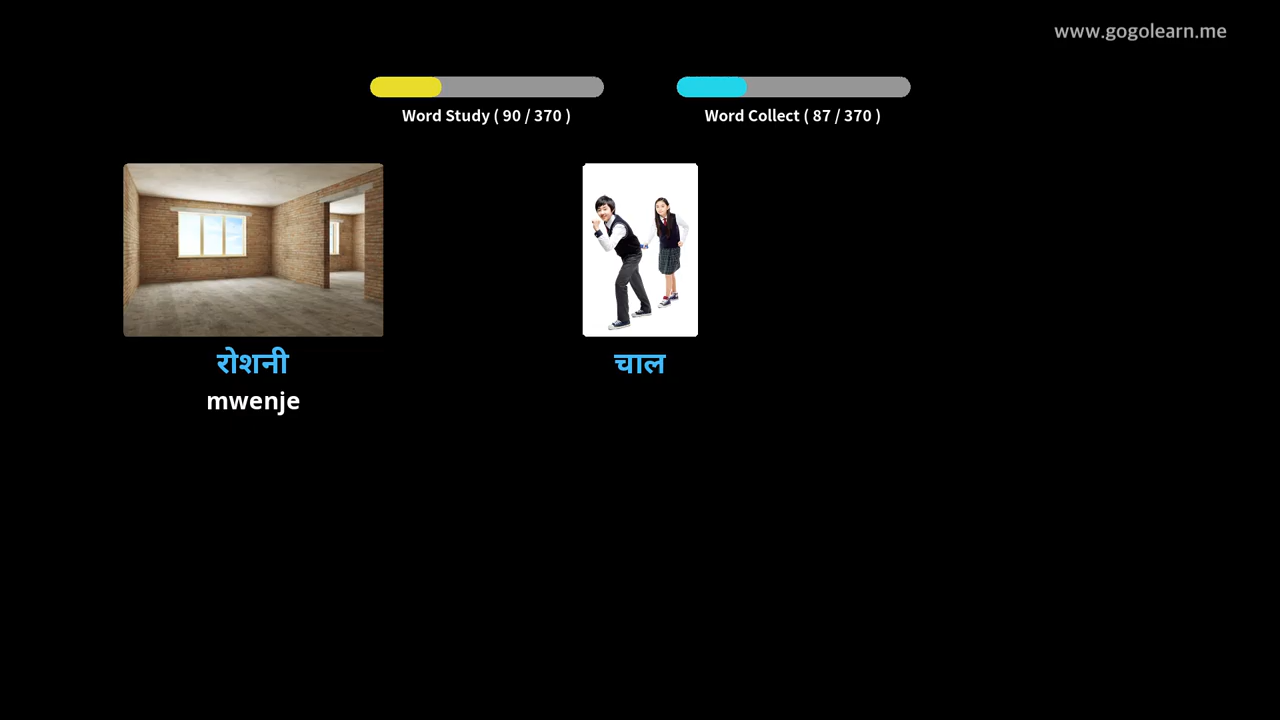 www.gogolearn.me
Word Study ( 90 / 370 )
Word Collect ( 87 / 370 )
रोशनी
mwenje
चाल